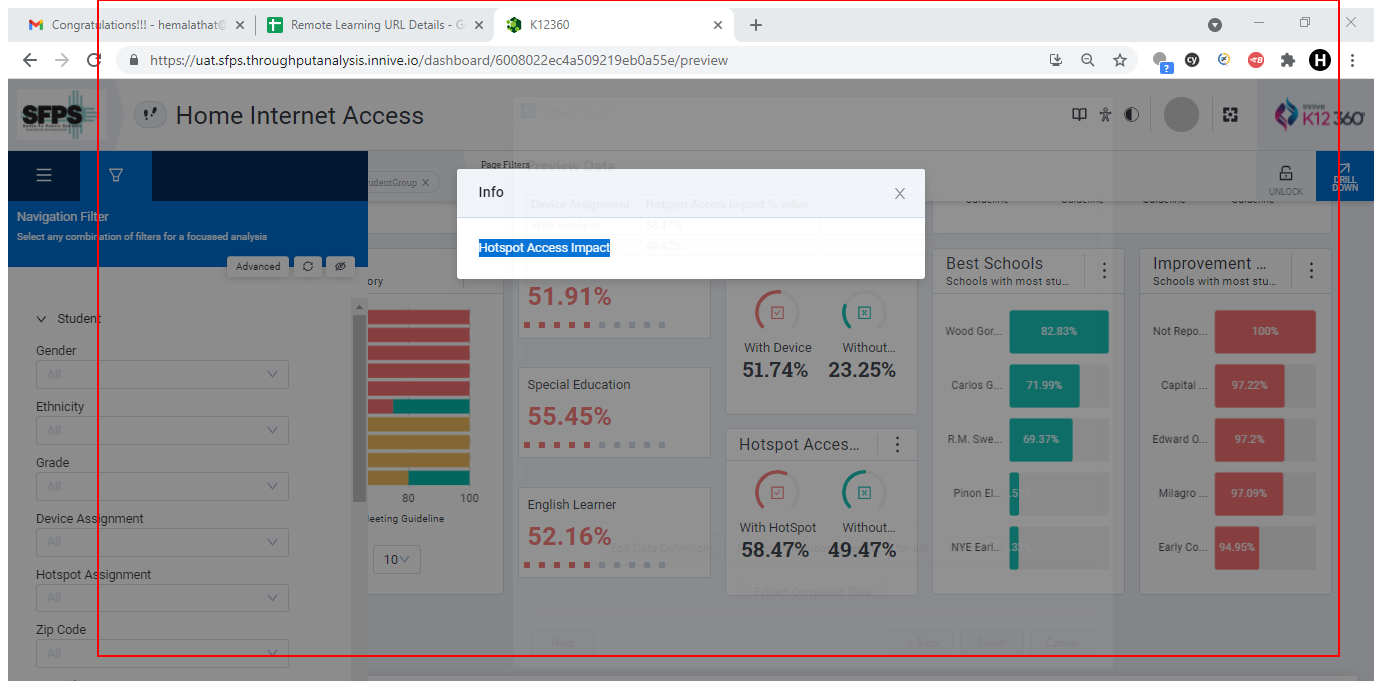 Congratulations!!! - hemalathat@
Remote Learning URL Details - G
K12360
https://uat.sfps.throughputanalysis.innive.io/dashboard/6008022ec4a509219eb0a55e/preview
SFPS
Home Internet Access
innive
K12 360°
Page Filters
Preview Data
tudentGroup
UNLOCK
DRILL
DOWN
Navigation Filter
Select any combination of filters for a focussed analysis
Advanced
Info
Hotspot Access Impact
Device Assignment
Hotspot Access Impact % value
With HotSpot
58.47%
49.47%
Guideline
Guideline
Guideline
Guideline
Student
Gender
All
Ethnicity
All
Grade
All
Device Assignment
All
Hotspot Assignment
All
Zip Code
All
ory
80
100
Meeting Guideline
10
51.91%
Special Education
55.45%
English Learner
52.16%
With Device
Without...
51.74%
23.25%
Hotspot Acces...
With HotSpot
Without...
58.47%
49.47%
Best Schools
Schools with most stu...
Wood Gor...
82.83%
Carlos G...
71.99%
R.M. Swe...
69.37%
Pinon El...
NYE Earl...
Improvement ...
Schools with most stu...
Not Repo...
100%
Capital ...
97.22%
Edward O...
97.2%
Milagro ...
97.09%
Early Co...
94.95%
Edit Data Definition
Extract Correlated Data
Help
< Back
Finish
Cancel